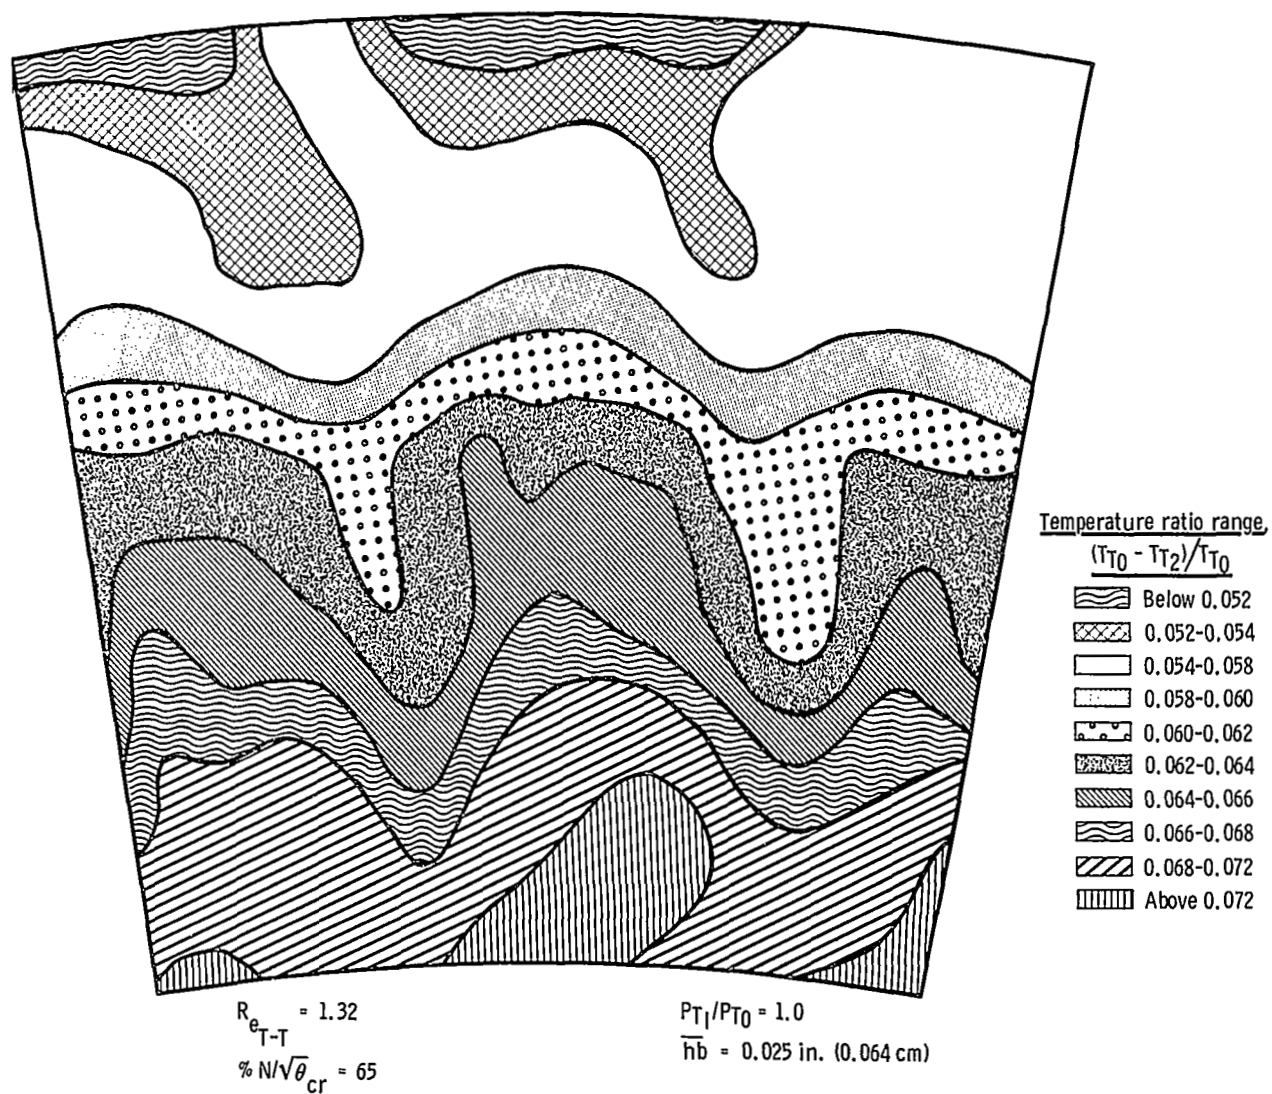 Temperature ratio range,
(TT0 - TT2)/TT0
Below 0.052
0.052-0.054
0.054-0.058
0.058-0.060
0.060-0.062
0.062-0.064
0.064-0.066
0.066-0.068
0.068-0.072
Above 0.072
ReT-T = 1.32
% N/√θcr = 65
PT1/PT0 = 1.0
hb = 0.025 in. (0.064 cm)